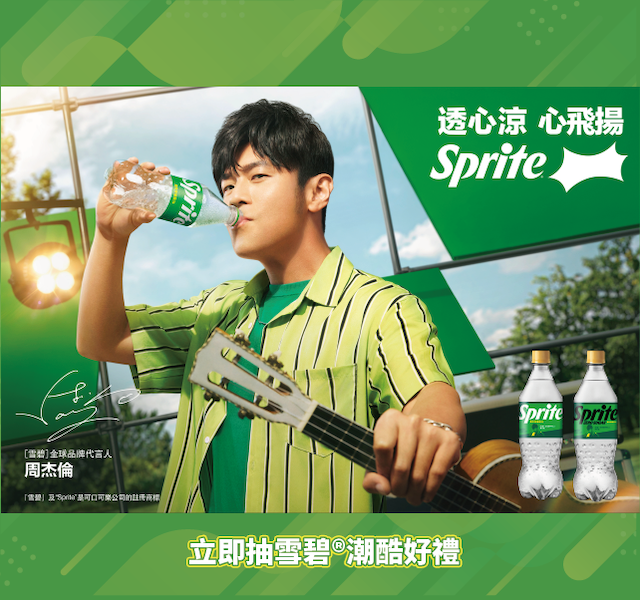 透心涼 心飛揚
Sprite
Sprite
Sprite
Sprite
[雪碧]全球品牌代言人
周杰倫
「雪碧」及"Sprite"是可口可樂公司的註冊商標
立即抽雪碧®潮酷好禮